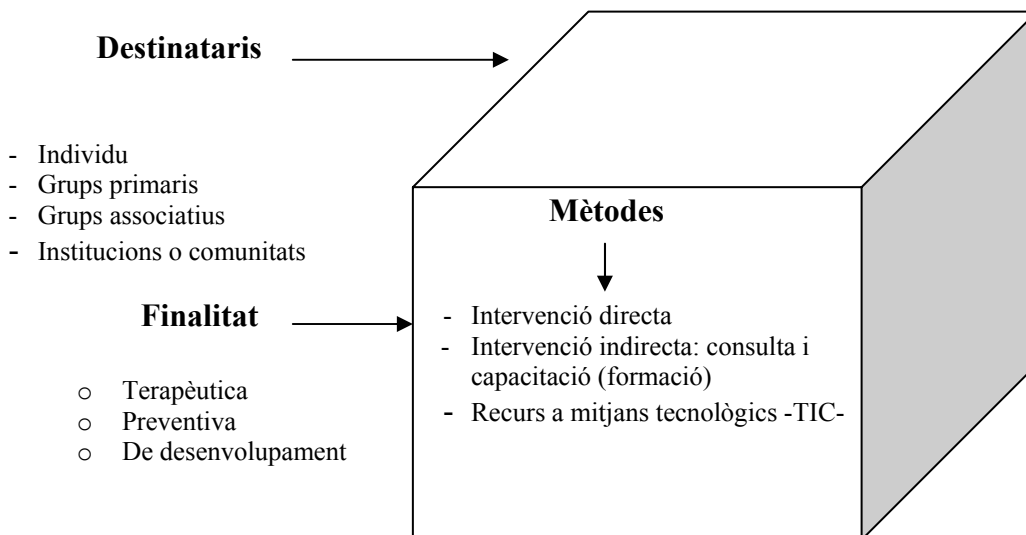 Destinataris
- Individu
- Grups primaris
- Grups associatius
- Institucions o comunitats
Mètodes
Finalitat
- Intervenció directa
- Intervenció indirecta: consulta i
capacitació (formació)
- Recurs a mitjans tecnològics -TIC-
o Terapèutica
o Preventiva
o De desenvolupament